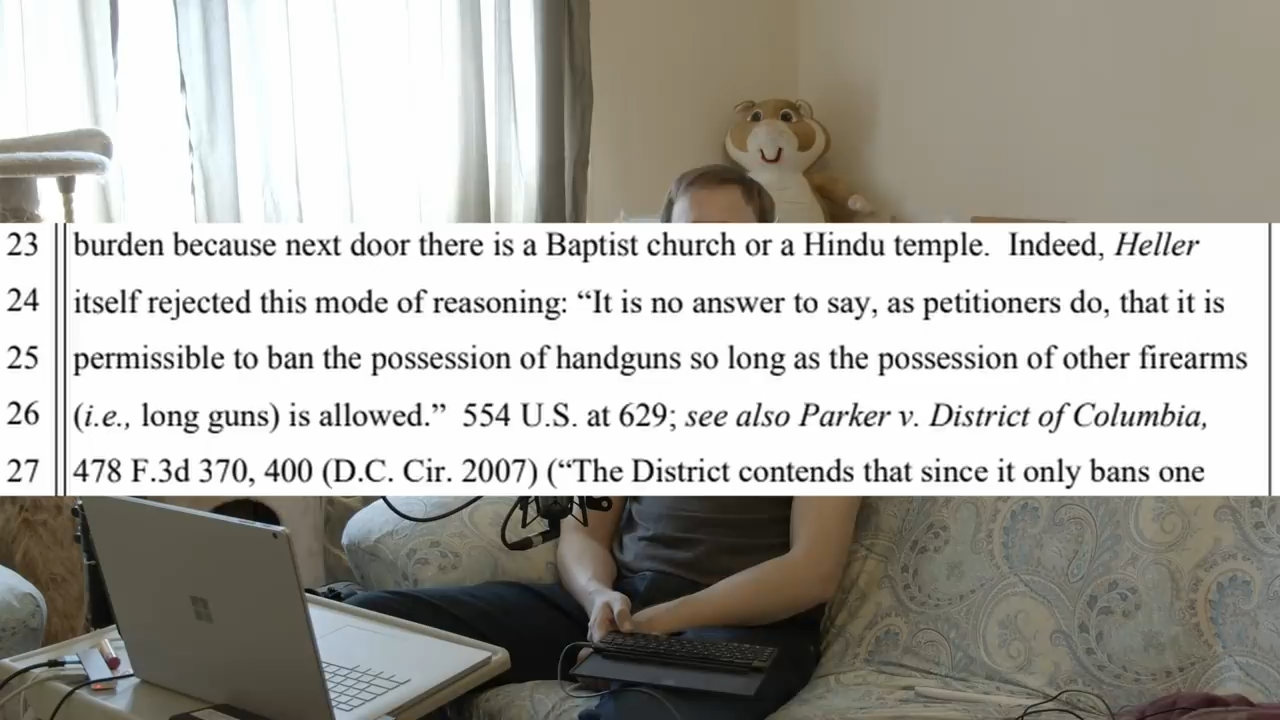 23 burden because next door there is a Baptist church or a Hindu temple.  Indeed, Heller
24 itself rejected this mode of reasoning: “It is no answer to say, as petitioners do, that it is
25 permissible to ban the possession of handguns so long as the possession of other firearms
26 (i.e., long guns) is allowed.”  554 U.S. at 629; see also Parker v. District of Columbia,
27 478 F.3d 370, 400 (D.C. Cir. 2007) (“The District contends that since it only bans one